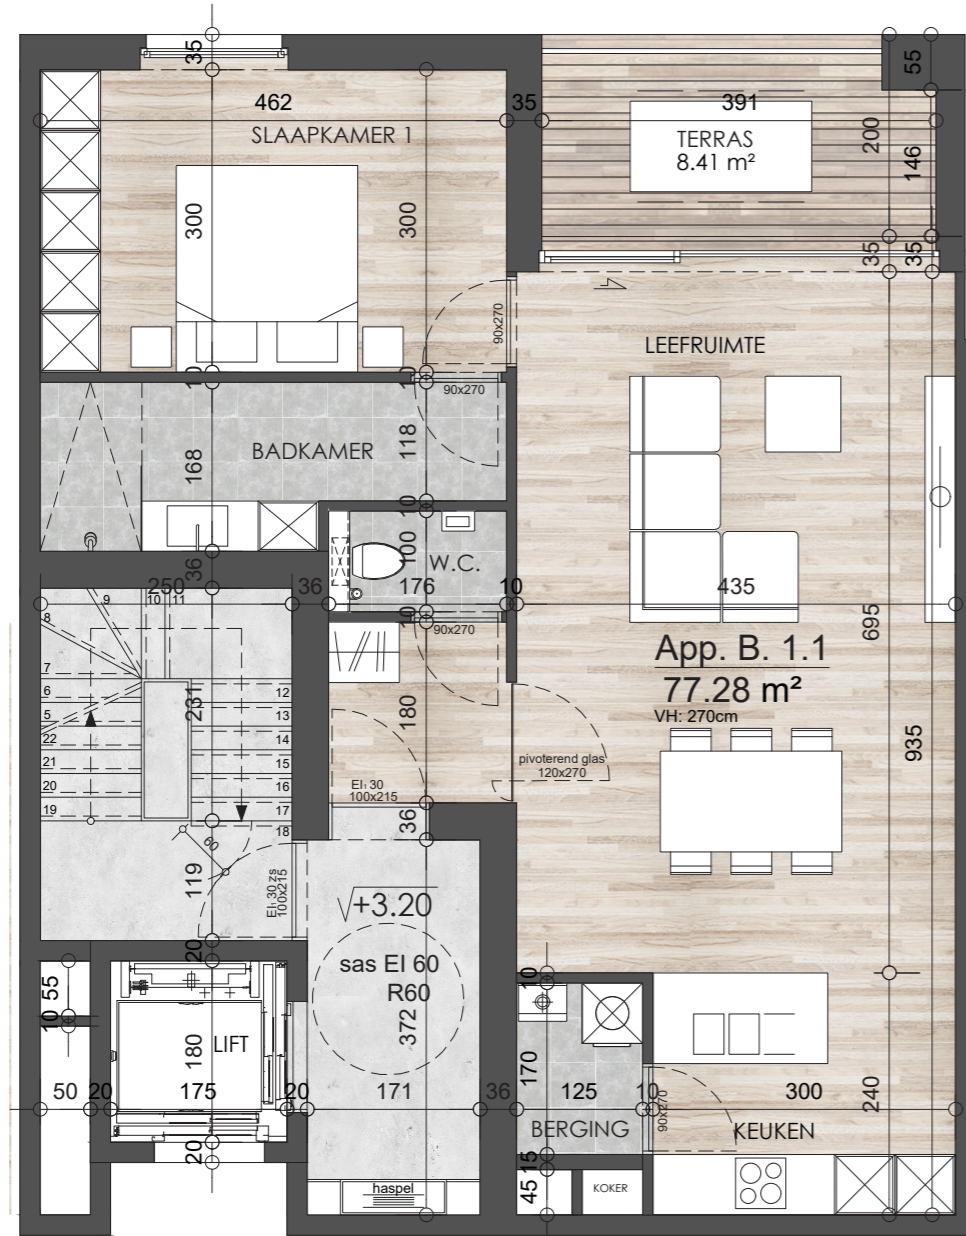 35
55
462
35
391
SLAAPKAMER 1
TERRAS
8.41 m²
200
146
300
300
35
35
90x270
LEEFRUIMTE
10
10
90x270
BADKAMER
168
118
10
100
W.C.
36
250
36
176
10
435
10
90x270
695
App. B. 1.1
77.28 m²
VH: 270cm
9
10
11
8
7
6
5
22
21
20
19
12
13
14
15
16
17
18
231
180
935
pivoterend glas
120x270
EI₁ 30
100x215
36
60
119
EI₁ 30 zs
100x215
√+3.20
20
sas EI 60
R60
372
10
55
10
LIFT
180
170
50
20
175
20
171
36
125
10
300
240
90x270
BERGING
KEUKEN
20
15
45
haspel
KOKER